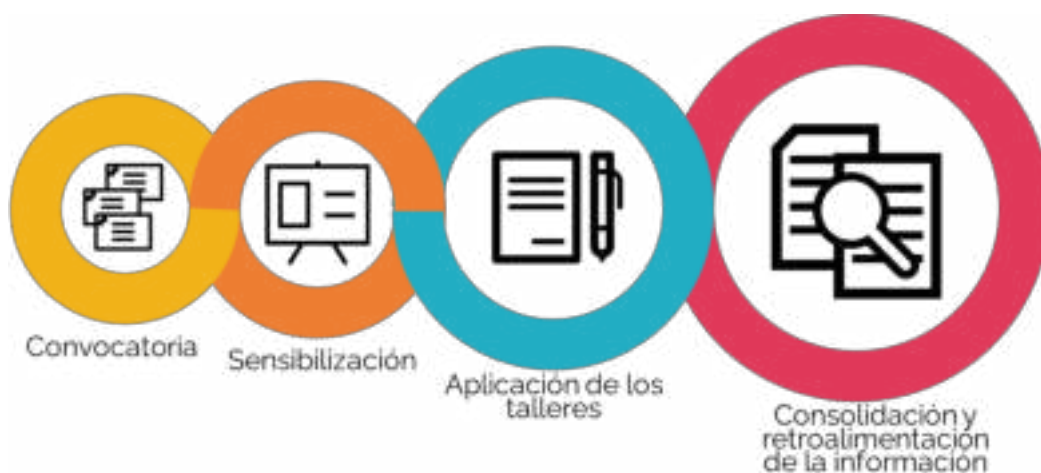 Convocatoria
Sensibilización
Aplicación de los
talleres
Consolidación y
retroalimentación
de la información